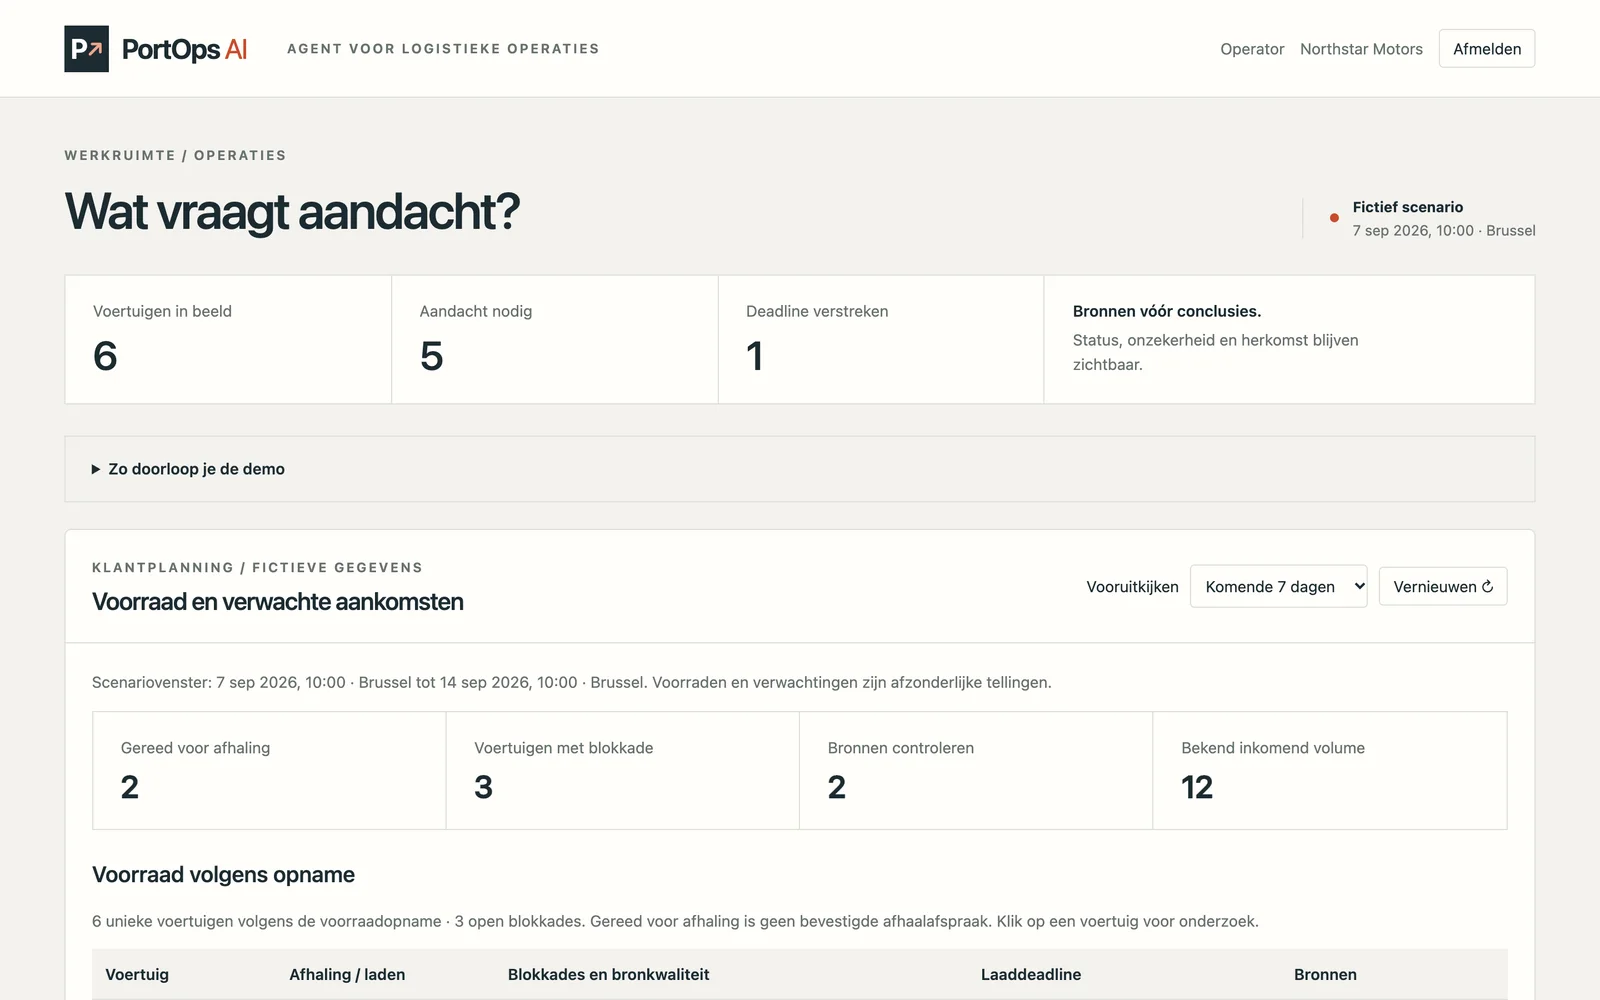 P↗ PortOps AI
AGENT VOOR LOGISTIEKE OPERATIES
Operator
Northstar Motors
Afmelden
WERKRUIMTE / OPERATIES
Wat vraagt aandacht?
Fictief scenario
7 sep 2026, 10:00 · Brussel
Voertuigen in beeld
6
Aandacht nodig
5
Deadline verstreken
1
Bronnen vóór conclusies.
Status, onzekerheid en herkomst blijven
zichtbaar.
▶ Zo doorloop je de demo
KLANTPLANNING / FICTIEVE GEGEVENS
Voorraad en verwachte aankomsten
Vooruitkijken
Komende 7 dagen
Vernieuwen ↻
Scenariovenster: 7 sep 2026, 10:00 · Brussel tot 14 sep 2026, 10:00 · Brussel. Voorraden en verwachtingen zijn afzonderlijke tellingen.
Gereed voor afhaling
2
Voertuigen met blokkade
3
Bronnen controleren
2
Bekend inkomend volume
12
Voorraad volgens opname
6 unieke voertuigen volgens de voorraadopname · 3 open blokkades. Gereed voor afhaling is geen bevestigde afhaalafspraak. Klik op een voertuig voor onderzoek.
Voertuig
Afhaling / laden
Blokkades en bronkwaliteit
Laaddeadline
Bronnen